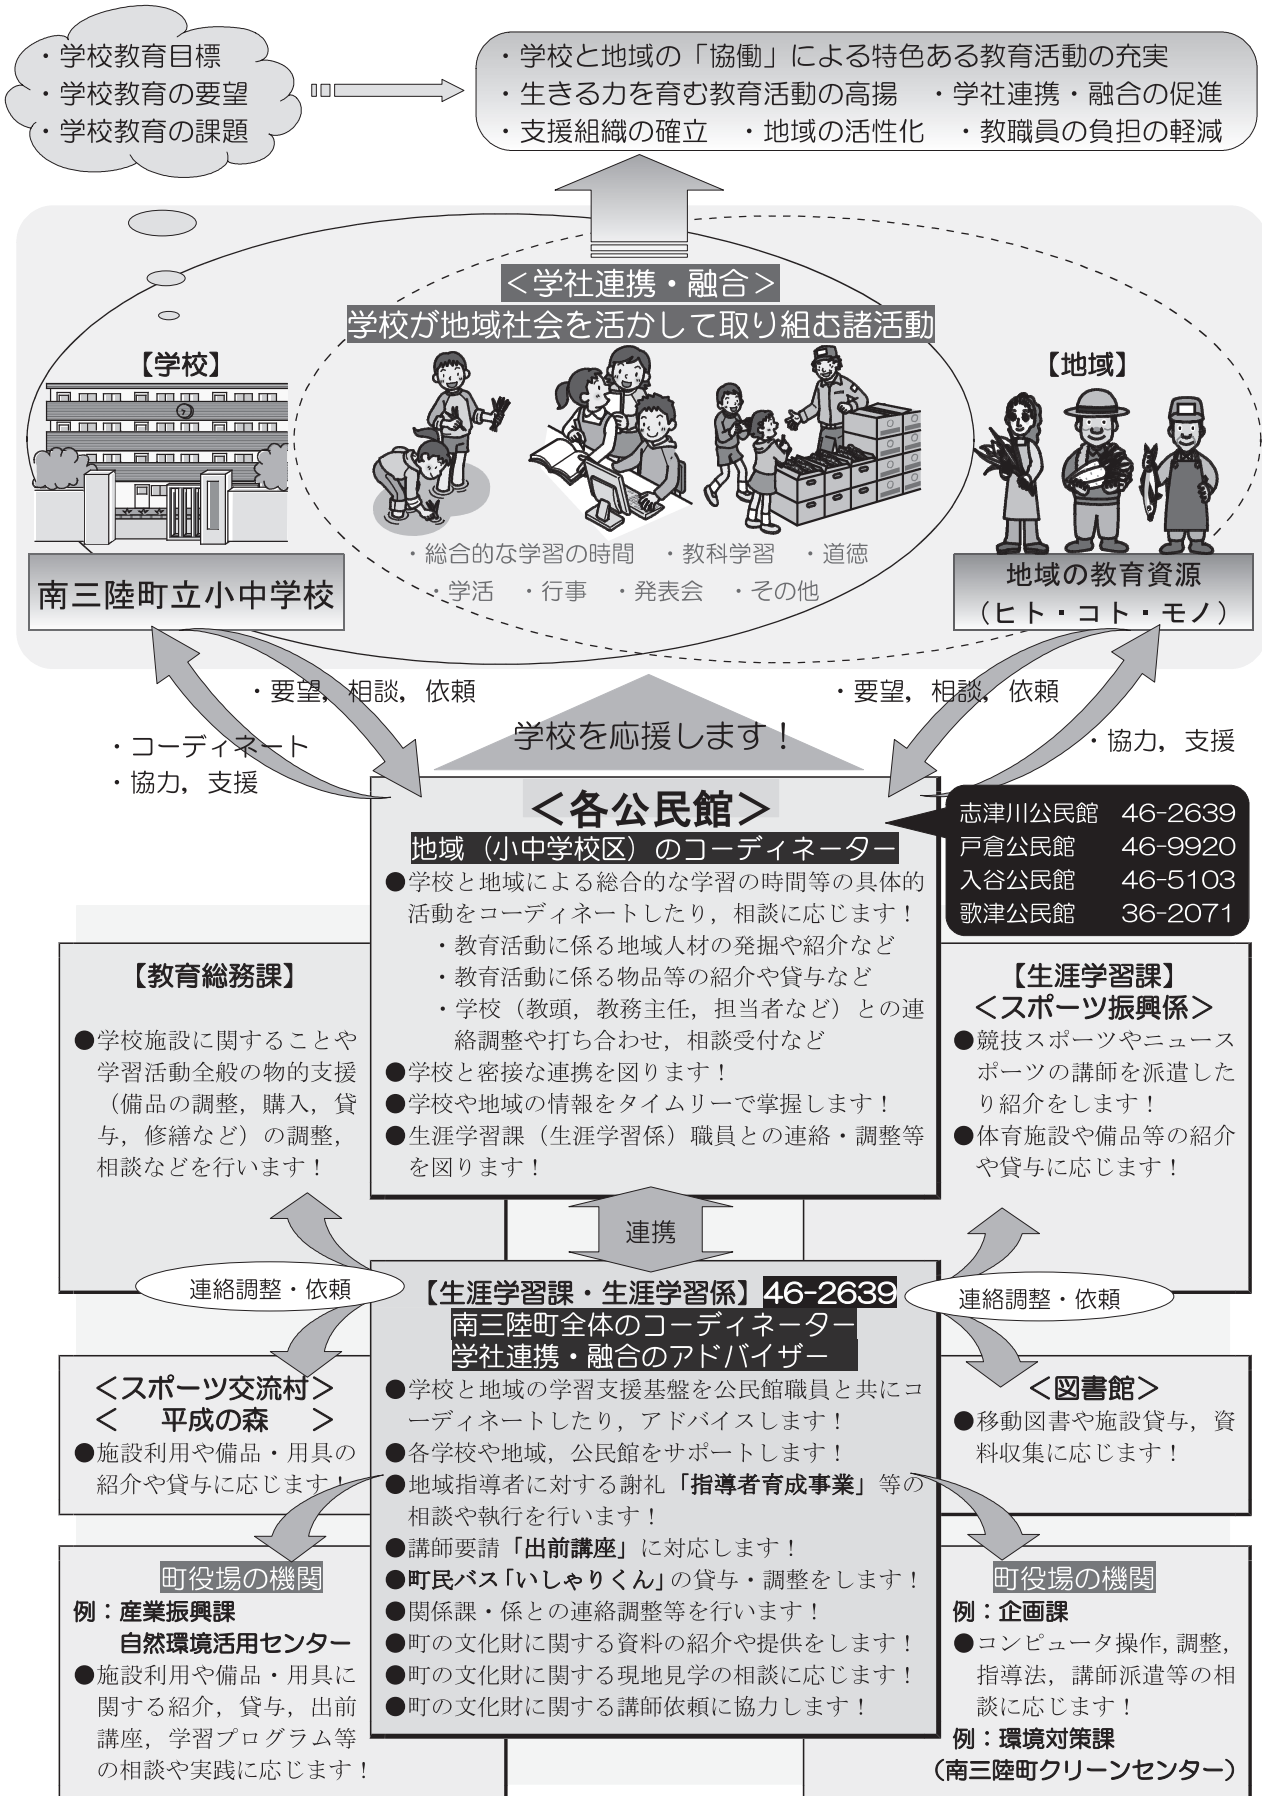 ・学校教育目標
・学校教育の要望
・学校教育の課題
・学校と地域の「協働」による特色ある教育活動の充実
・生きる力を育む教育活動の高揚　・学社連携・融合の促進
・支援組織の確立　・地域の活性化　・教職員の負担の軽減
＜学社連携・融合＞
学校が地域社会を活かして取り組む諸活動
【学校】
【地域】
・総合的な学習の時間　・教科学習　・道徳
・学活　・行事　・発表会　・その他
南三陸町立小中学校
地域の教育資源
（ヒト・コト・モノ）
・要望，相談，依頼
・コーディネート
・協力，支援
学校を応援します！
・要望，相談，依頼
・協力，支援
＜各公民館＞
地域（小中学校区）のコーディネーター
●学校と地域による総合的な学習の時間等の具体的
活動をコーディネートしたり，相談に応じます！
・教育活動に係る地域人材の発掘や紹介など
・教育活動に係る物品等の紹介や貸与など
・学校（教頭，教務主任，担当者など）との連
絡調整や打ち合わせ，相談受付など
●学校と密接な連携を図ります！
●学校や地域の情報をタイムリーで掌握します！
●生涯学習課（生涯学習係）職員との連絡・調整等
を図ります！
志津川公民館　46-2639
戸倉公民館　46-9920
入谷公民館　46-5103
歌津公民館　36-2071
【教育総務課】
●学校施設に関することや
学習活動全般の物的支援
（備品の調整，購入，貸
与，修繕など）の調整，
相談などを行います！
【生涯学習課】
＜スポーツ振興係＞
●競技スポーツやニュース
ポーツの講師を派遣した
り紹介をします！
●体育施設や備品等の紹介
や貸与に応じます！
連携
連絡調整・依頼
連絡調整・依頼
【生涯学習課・生涯学習係】46-2639
南三陸町全体のコーディネーター
学社連携・融合のアドバイザー
●学校と地域の学習支援基盤を公民館職員と共にコ
ーディネートしたり，アドバイスします！
●各学校や地域，公民館をサポートします！
●地域指導者に対する謝礼「指導者育成事業」等の
相談や執行を行います！
●講師要請「出前講座」に対応します！
●町民バス「いしゃりくん」の貸与・調整をします！
●関係課・係との連絡調整等を行います！
●町の文化財に関する資料の紹介や提供をします！
●町の文化財に関する現地見学の相談に応じます！
●町の文化財に関する講師依頼に協力します！
＜スポーツ交流村＞
＜　平成の森　＞
●施設利用や備品・用具の
紹介や貸与に応じます！
＜図書館＞
●移動図書や施設貸与，資
料収集に応じます！
町役場の機関
例：産業振興課
自然環境活用センター
●施設利用や備品・用具に
関する紹介，貸与，出前
講座，学習プログラム等
の相談や実践に応じます！
町役場の機関
例：企画課
●コンピュータ操作，調整，
指導法，講師派遣等の相
談に応じます！
例：環境対策課
（南三陸町クリーンセンター）